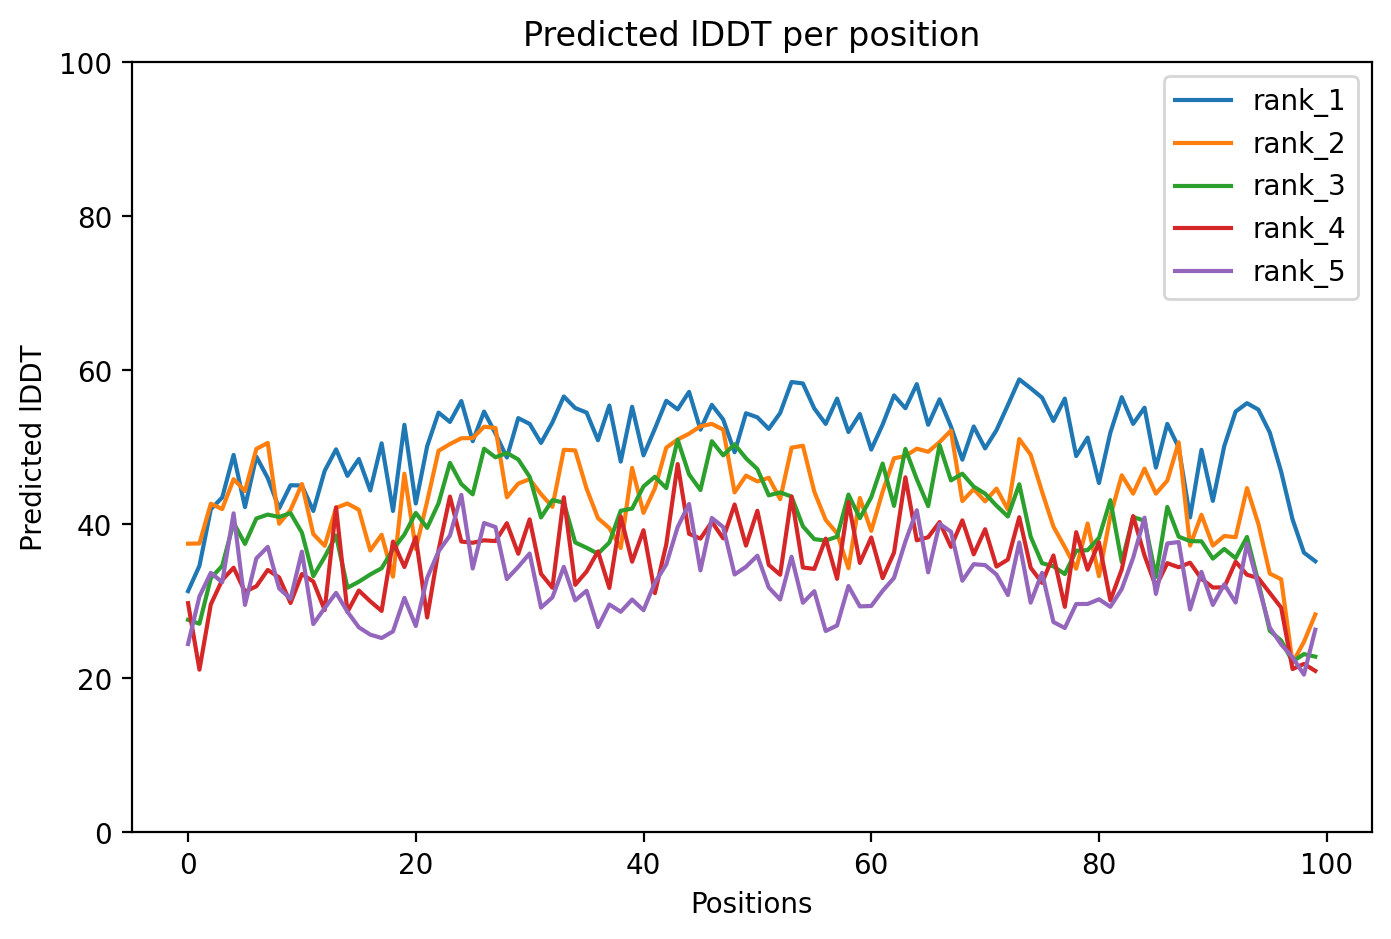 Predicted lDDT per position
100
80
60
40
20
0
Predicted lDDT
0 20 40 60 80 100
Positions
rank_1
rank_2
rank_3
rank_4
rank_5